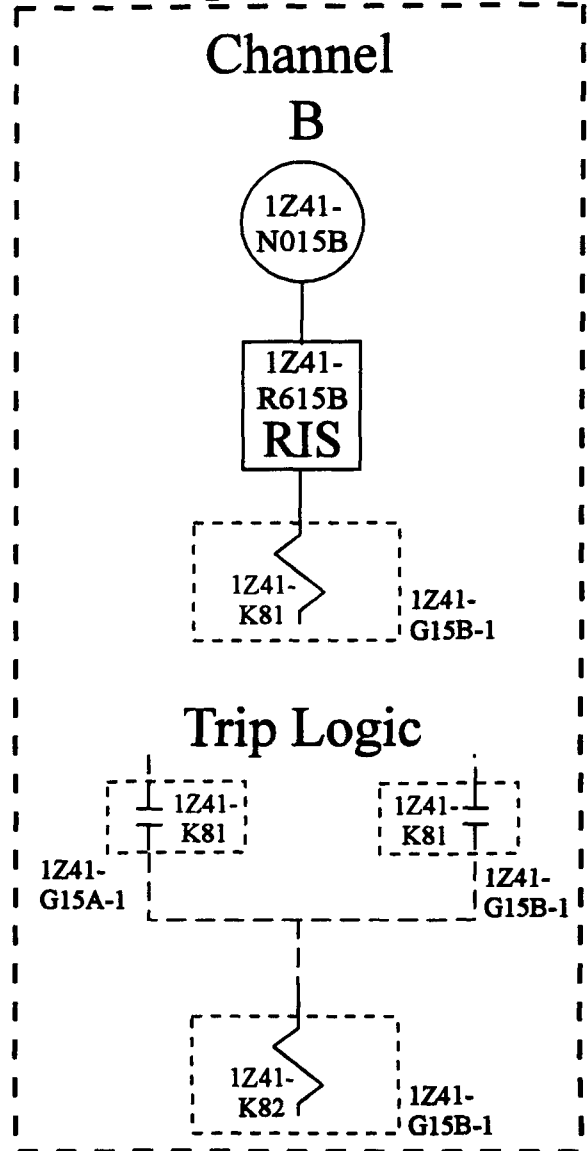 Channel
B
1Z41-
N015B
1Z41-
R615B
RIS
1Z41-
K81
1Z41-
G15B-1
Trip Logic
1Z41-
K81
1Z41-
G15A-1
1Z41-
K81
1Z41-
G15B-1
1Z41-
K82
1Z41-
G15B-1